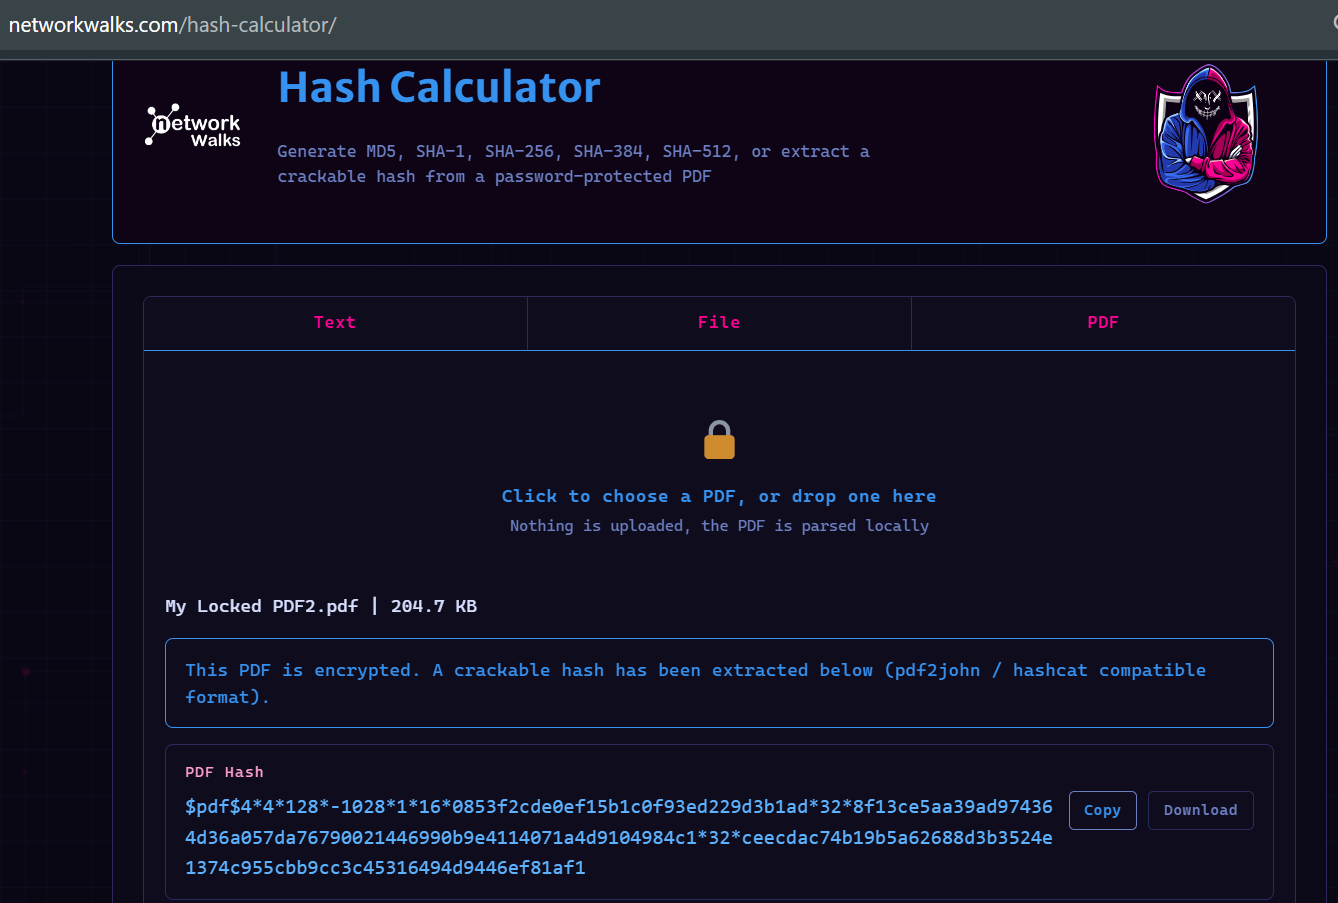 networkwalks.com/hash-calculator/
Hash Calculator
network
Walks
Generate MD5, SHA-1, SHA-256, SHA-384, SHA-512, or extract a
crackable hash from a password-protected PDF
Text
File
PDF
Click to choose a PDF, or drop one here
Nothing is uploaded, the PDF is parsed locally
My Locked PDF2.pdf | 204.7 KB
This PDF is encrypted. A crackable hash has been extracted below (pdf2john / hashcat compatible
format).
PDF Hash
$pdf$4*4*128*-1028*1*16*0853f2cde0ef15b1c0f93ed229d3b1ad*32*8f13ce5aa39ad97436
4d36a057da76790021446990b9e4114071a4d9104984c1*32*ceecdac74b19b5a62688d3b3524e
1374c955cbb9cc3c45316494d9446ef81af1
Copy
Download